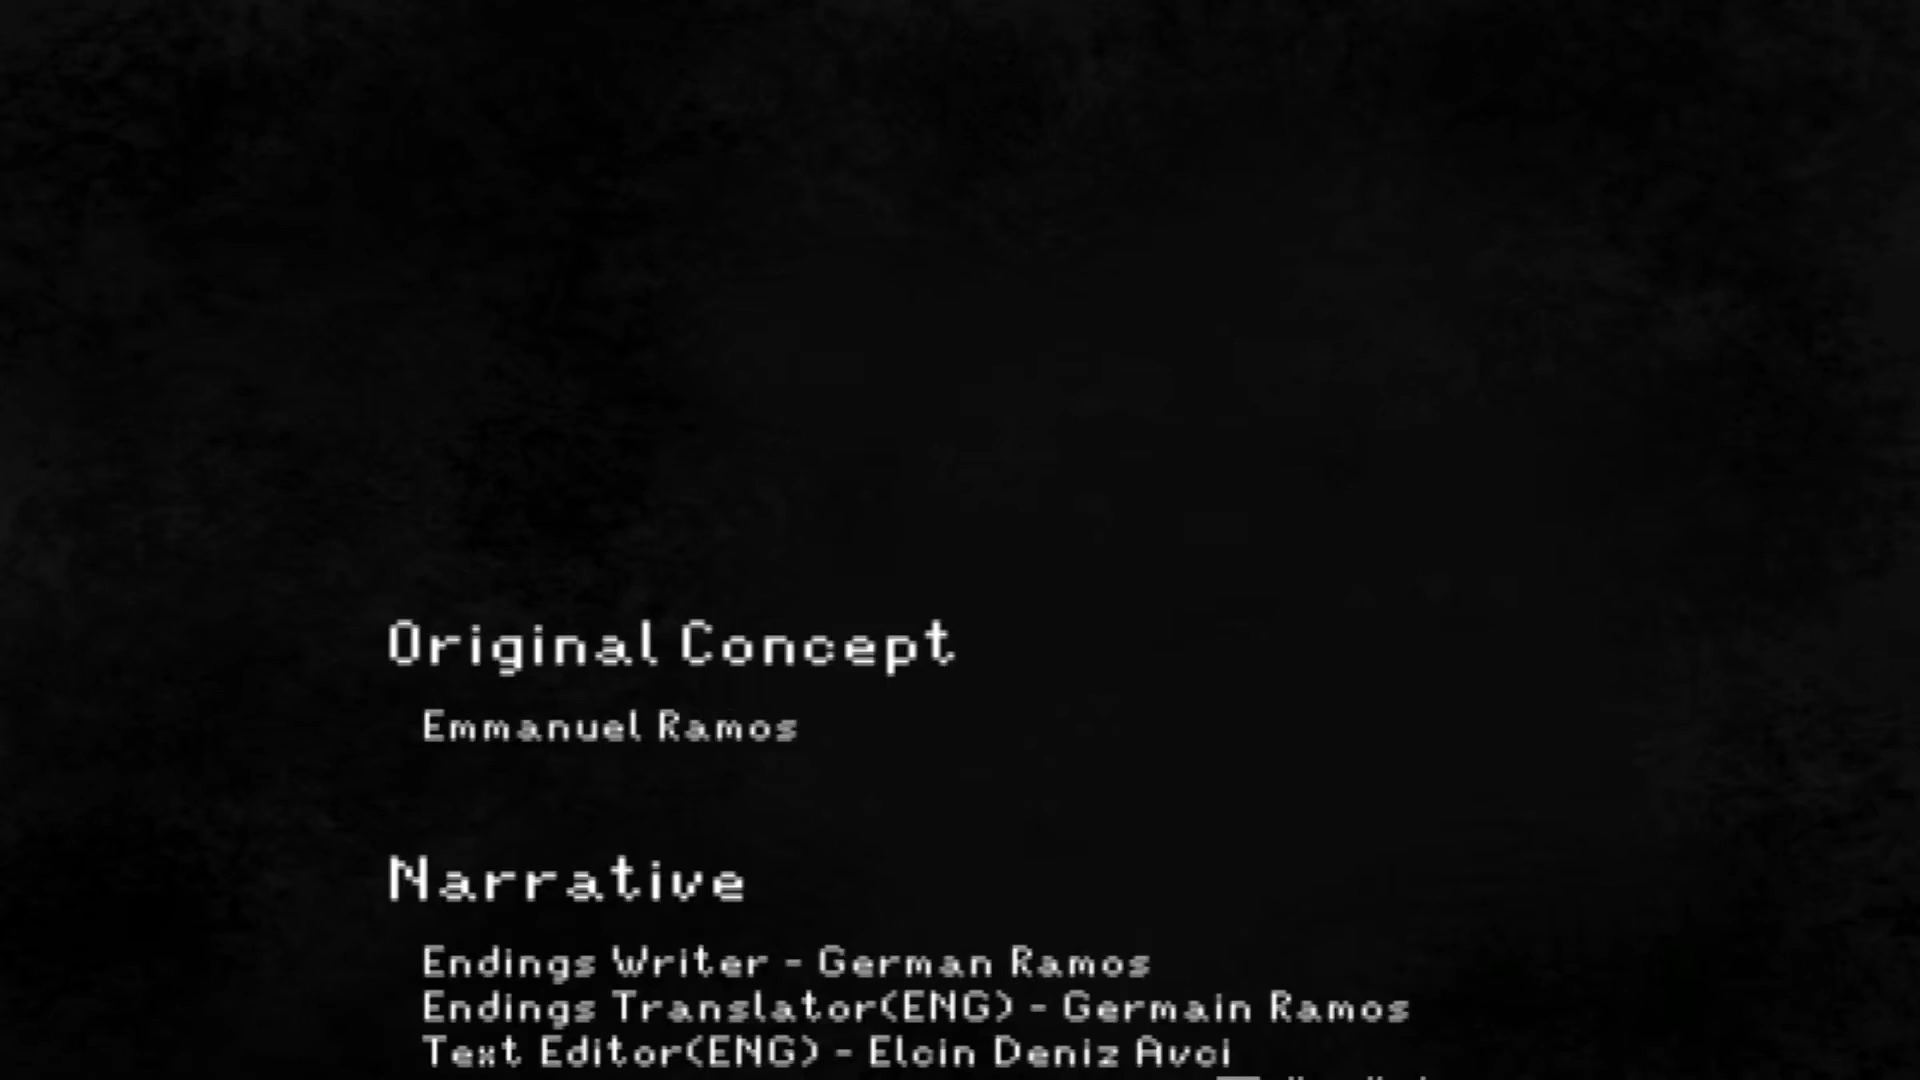 Original Concept
Emmanuel Ramos
Narrative
Endings Writer - German Ramos
Endings Translator(ENG) - Germain Ramos
Text Editor(ENG) - Elcin Deniz Avci